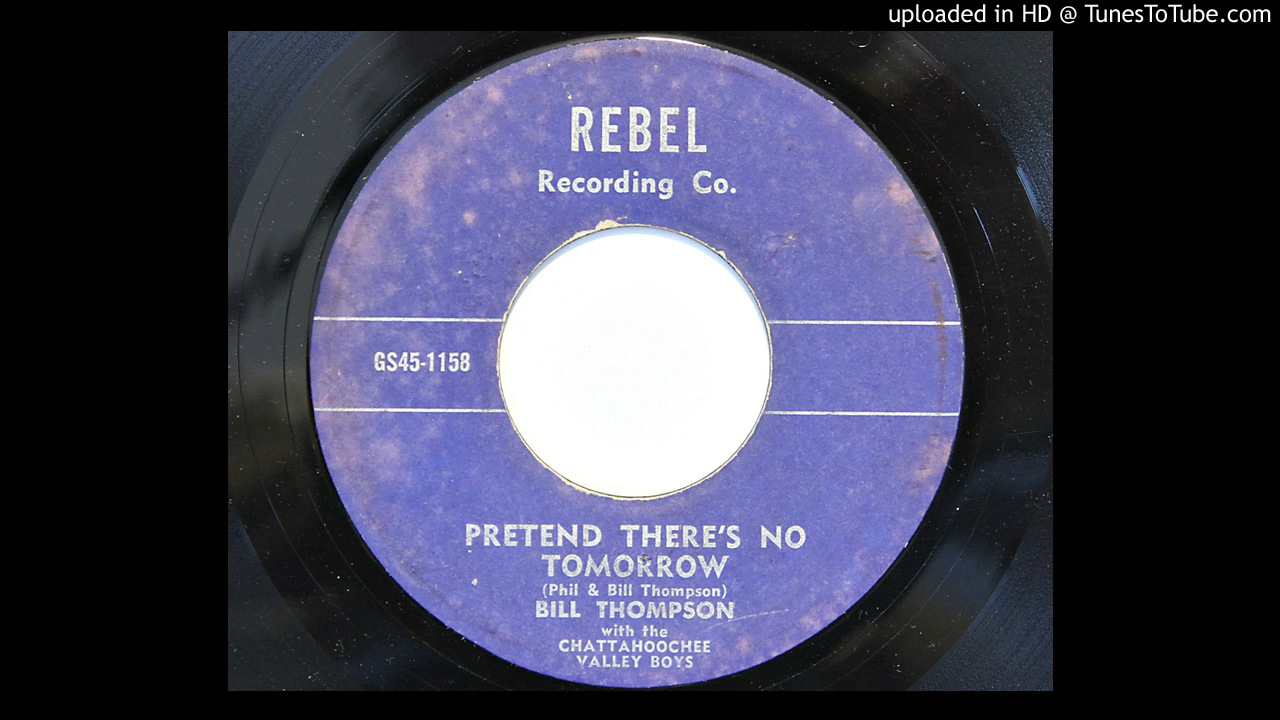 uploaded in HD @ TunesToTube.com
REBEL
Recording Co.
GS45-1158
PRETEND THERE'S NO
TOMORROW
(Phil & Bill Thompson)
BILL THOMPSON
with the
CHATTAHOOCHEE
VALLEY BOYS